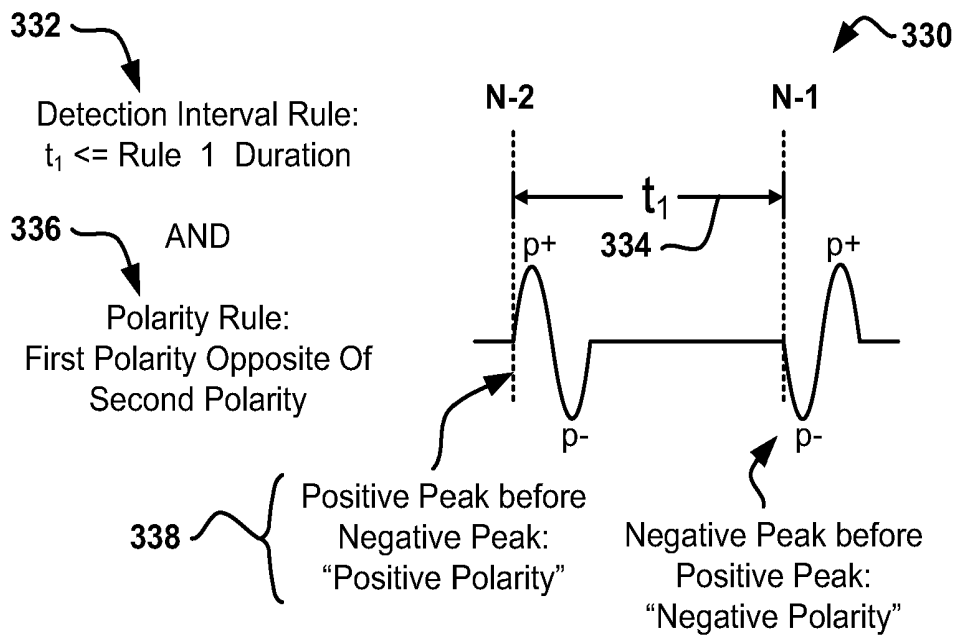 332
330
N-2
N-1
Detection Interval Rule:
t₁ <= Rule 1 Duration
t₁
336
AND
334
p+
p+
Polarity Rule:
First Polarity Opposite Of
Second Polarity
p-
p-
338
Positive Peak before
Negative Peak:
“Positive Polarity”
Negative Peak before
Positive Peak:
“Negative Polarity”